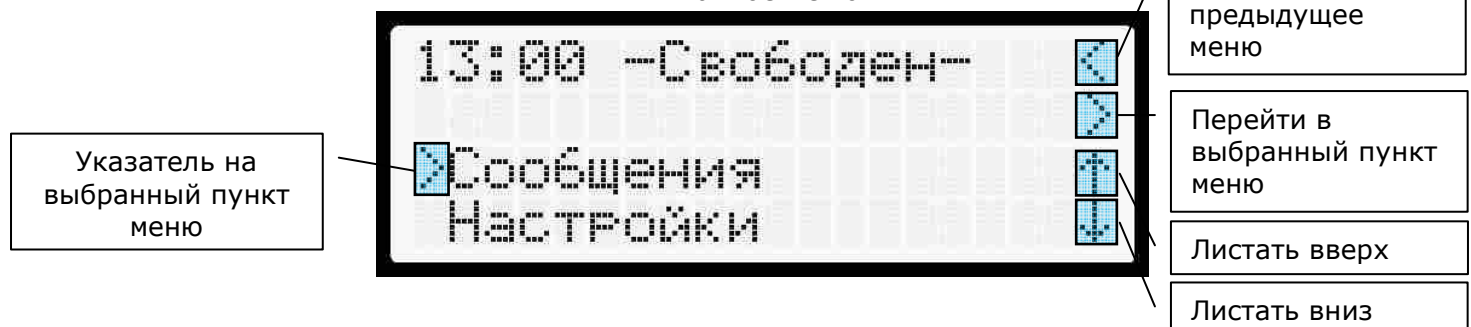 предыдущее
меню
13:00 -Свободен-
Перейти в
выбранный пункт
меню
Указатель на
выбранный пункт
меню
>Сообщения
Настройки
Листать вверх
Листать вниз